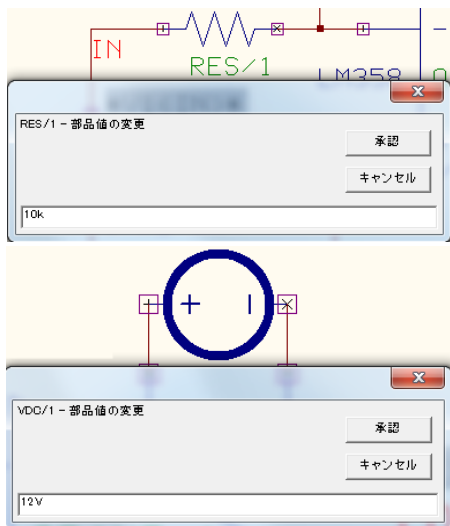 IN
RES/1
LM358
RES/1 - 部品値の変更
承認
キャンセル
10k
VDC/1 - 部品値の変更
承認
キャンセル
12V